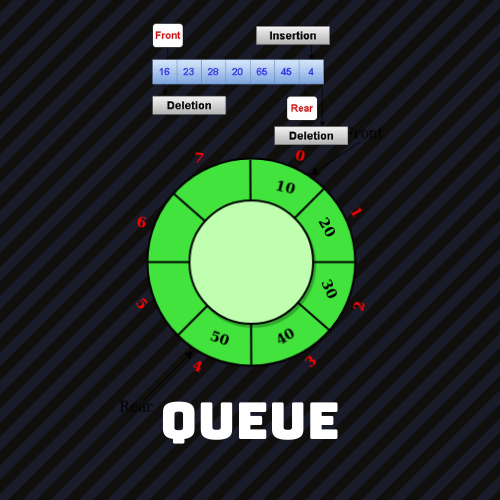 Insertion
Front
16 23 28 20 65 45 4
Deletion
Rear
Deletion
Front
7 0
10
6 20 1
30
5 2
50 40
4 3
Rear
QUEUE